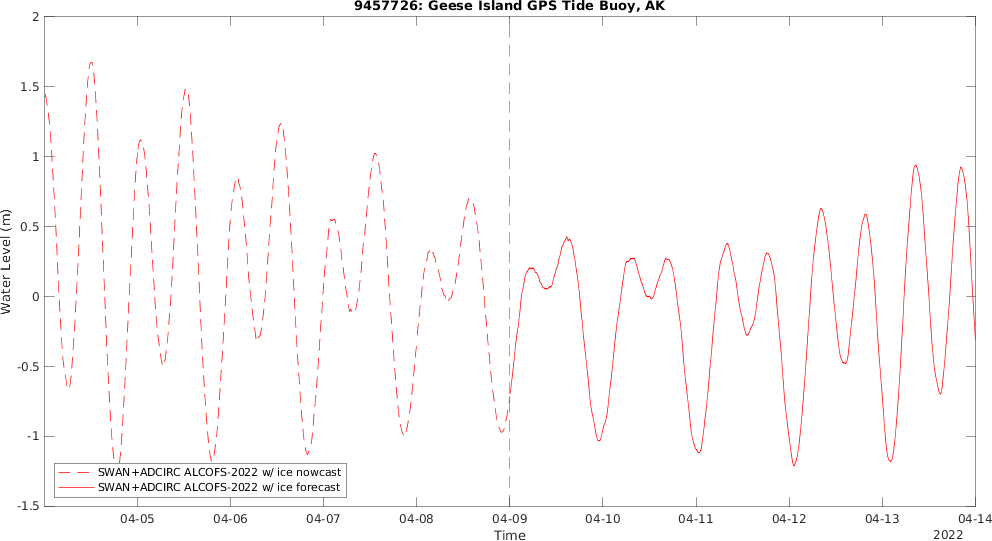 9457726: Geese Island GPS Tide Buoy, AK
2
1.5
1
0.5
0
-0.5
-1
-1.5
Water Level (m)
SWAN+ADCIRC ALCOFS-2022 w/ ice nowcast
SWAN+ADCIRC ALCOFS-2022 w/ ice forecast
04-05 04-06 04-07 04-08 04-09 04-10 04-11 04-12 04-13 04-14
Time
2022